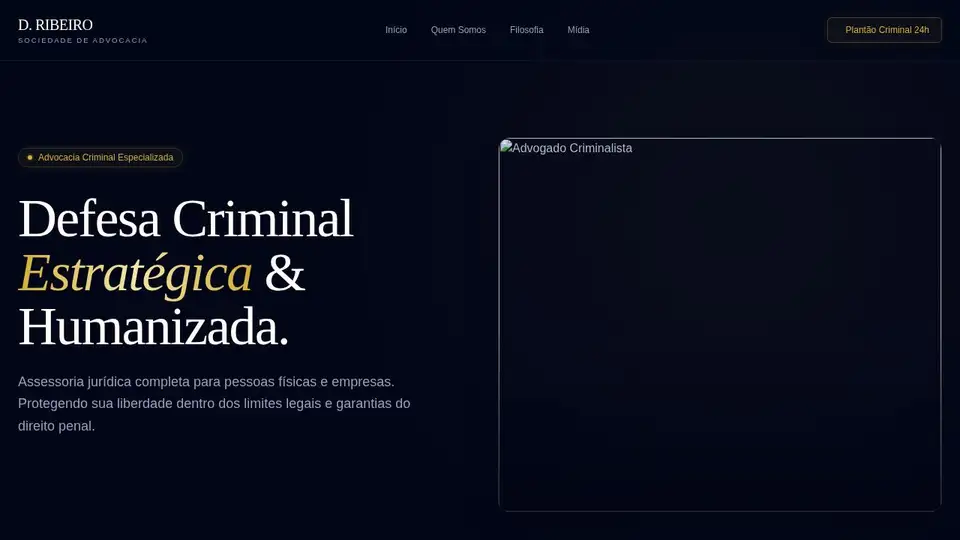 D. RIBEIRO
SOCIEDADE DE ADVOCACIA
Início
Quem Somos
Filosofia
Mídia
Plantão Criminal 24h
Advocacia Criminal Especializada
Defesa Criminal
Estratégica &
Humanizada.
Assessoria jurídica completa para pessoas físicas e empresas.
Protegendo sua liberdade dentro dos limites legais e garantias do
direito penal.
Advogado Criminalista